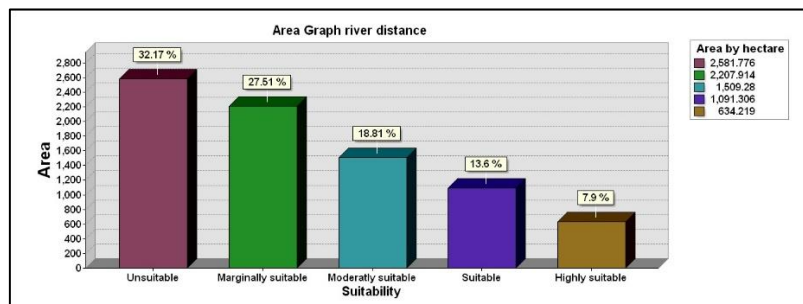 Area Graph river distance
Area by hectare
2,581.776
2,207.914
1,509.28
1,091.306
634.219
32.17 %
27.51 %
18.81 %
13.6 %
7.9 %
Area
2,800
2,600
2,400
2,200
2,000
1,800
1,600
1,400
1,200
1,000
800
600
400
200
0
Unsuitable
Marginally suitable
Moderatly suitable
Suitable
Highly suitable
Suitability